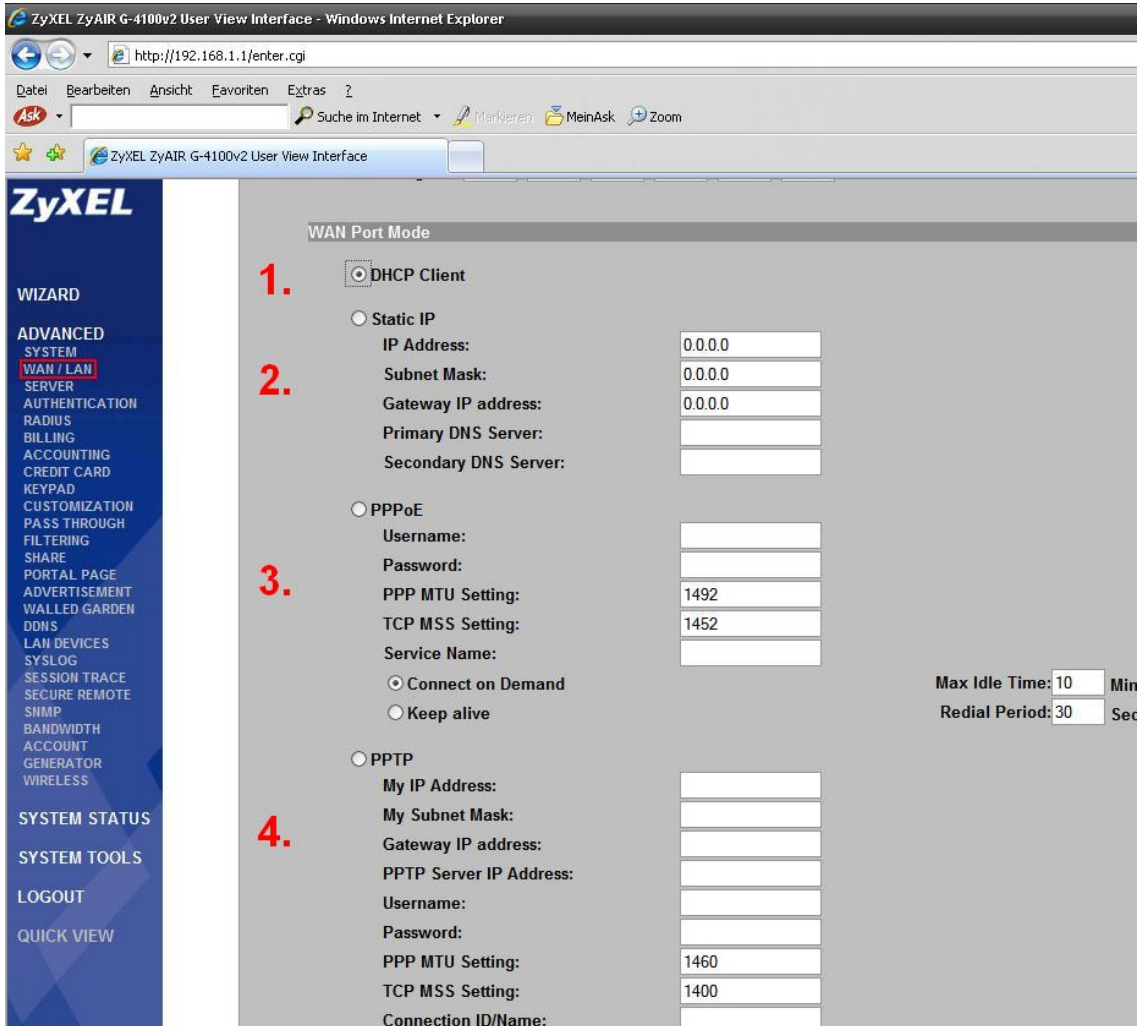 ZyXEL ZyAIR G-4100v2 User View Interface - Windows Internet Explorer
http://192.168.1.1/enter.cgi
Datei Bearbeiten Ansicht Favoriten Extras ?
Ask Suche im Internet Markieren MeinAsk Zoom
ZyXEL ZyAIR G-4100v2 User View Interface
ZyXEL
WIZARD
ADVANCED
SYSTEM
WAN / LAN
SERVER
AUTHENTICATION
RADIUS
BILLING
ACCOUNTING
CREDIT CARD
KEYPAD
CUSTOMIZATION
PASS THROUGH
FILTERING
SHARE
PORTAL PAGE
ADVERTISEMENT
WALLED GARDEN
DDNS
LAN DEVICES
SYSLOG
SESSION TRACE
SECURE REMOTE
SNMP
BANDWIDTH
ACCOUNT
GENERATOR
WIRELESS
SYSTEM STATUS
SYSTEM TOOLS
LOGOUT
QUICK VIEW
WAN Port Mode
1. DHCP Client
2. Static IP
IP Address: 0.0.0.0
Subnet Mask: 0.0.0.0
Gateway IP address: 0.0.0.0
Primary DNS Server:
Secondary DNS Server:
3. PPPoE
Username:
Password:
PPP MTU Setting: 1492
TCP MSS Setting: 1452
Service Name:
Connect on Demand Max Idle Time: 10 Min
Keep alive Redial Period: 30 Sec
4. PPTP
My IP Address:
My Subnet Mask:
Gateway IP address:
PPTP Server IP Address:
Username:
Password:
PPP MTU Setting: 1460
TCP MSS Setting: 1400
Connection ID/Name: